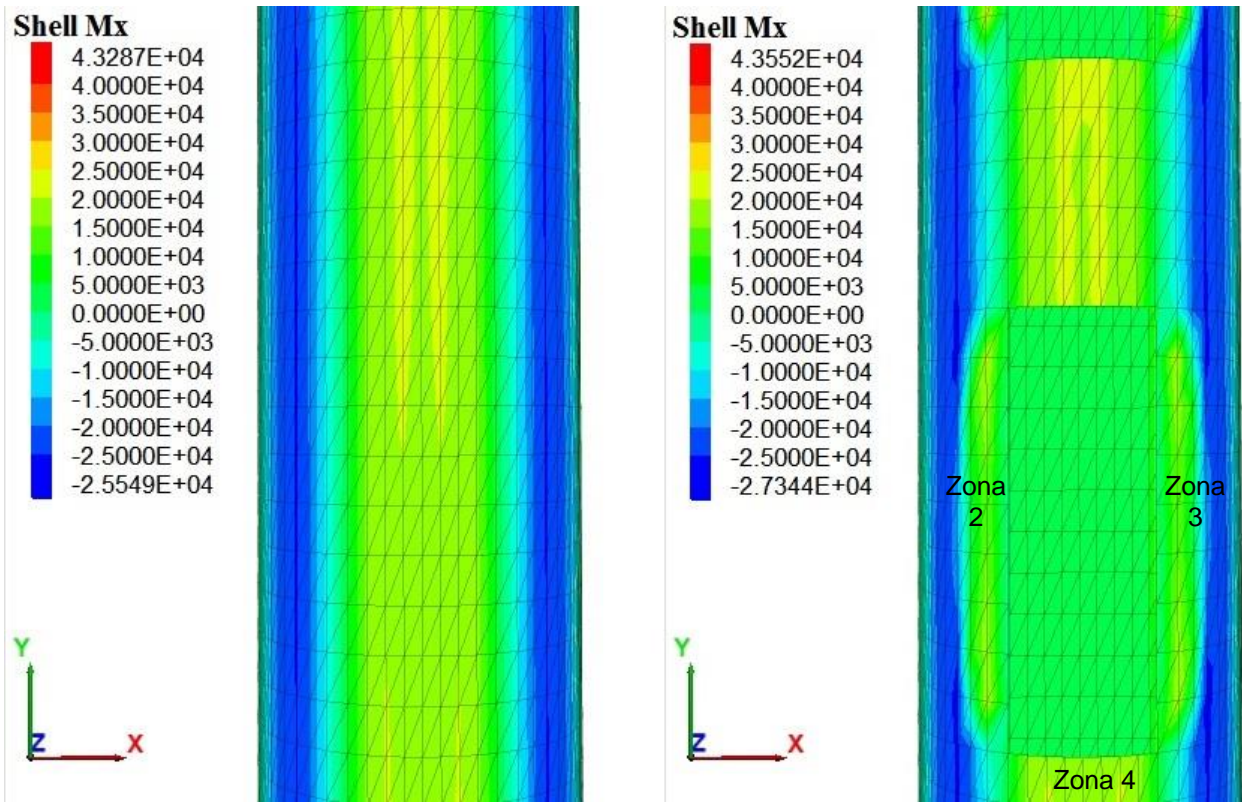 Shell Mx
4.3287E+04
4.0000E+04
3.5000E+04
3.0000E+04
2.5000E+04
2.0000E+04
1.5000E+04
1.0000E+04
5.0000E+03
0.0000E+00
-5.0000E+03
-1.0000E+04
-1.5000E+04
-2.0000E+04
-2.5000E+04
-2.5549E+04
Y
Z
X
Shell Mx
4.3552E+04
4.0000E+04
3.5000E+04
3.0000E+04
2.5000E+04
2.0000E+04
1.5000E+04
1.0000E+04
5.0000E+03
0.0000E+00
-5.0000E+03
-1.0000E+04
-1.5000E+04
-2.0000E+04
-2.5000E+04
-2.7344E+04
Y
Z
X
Zona
2
Zona
3
Zona 4